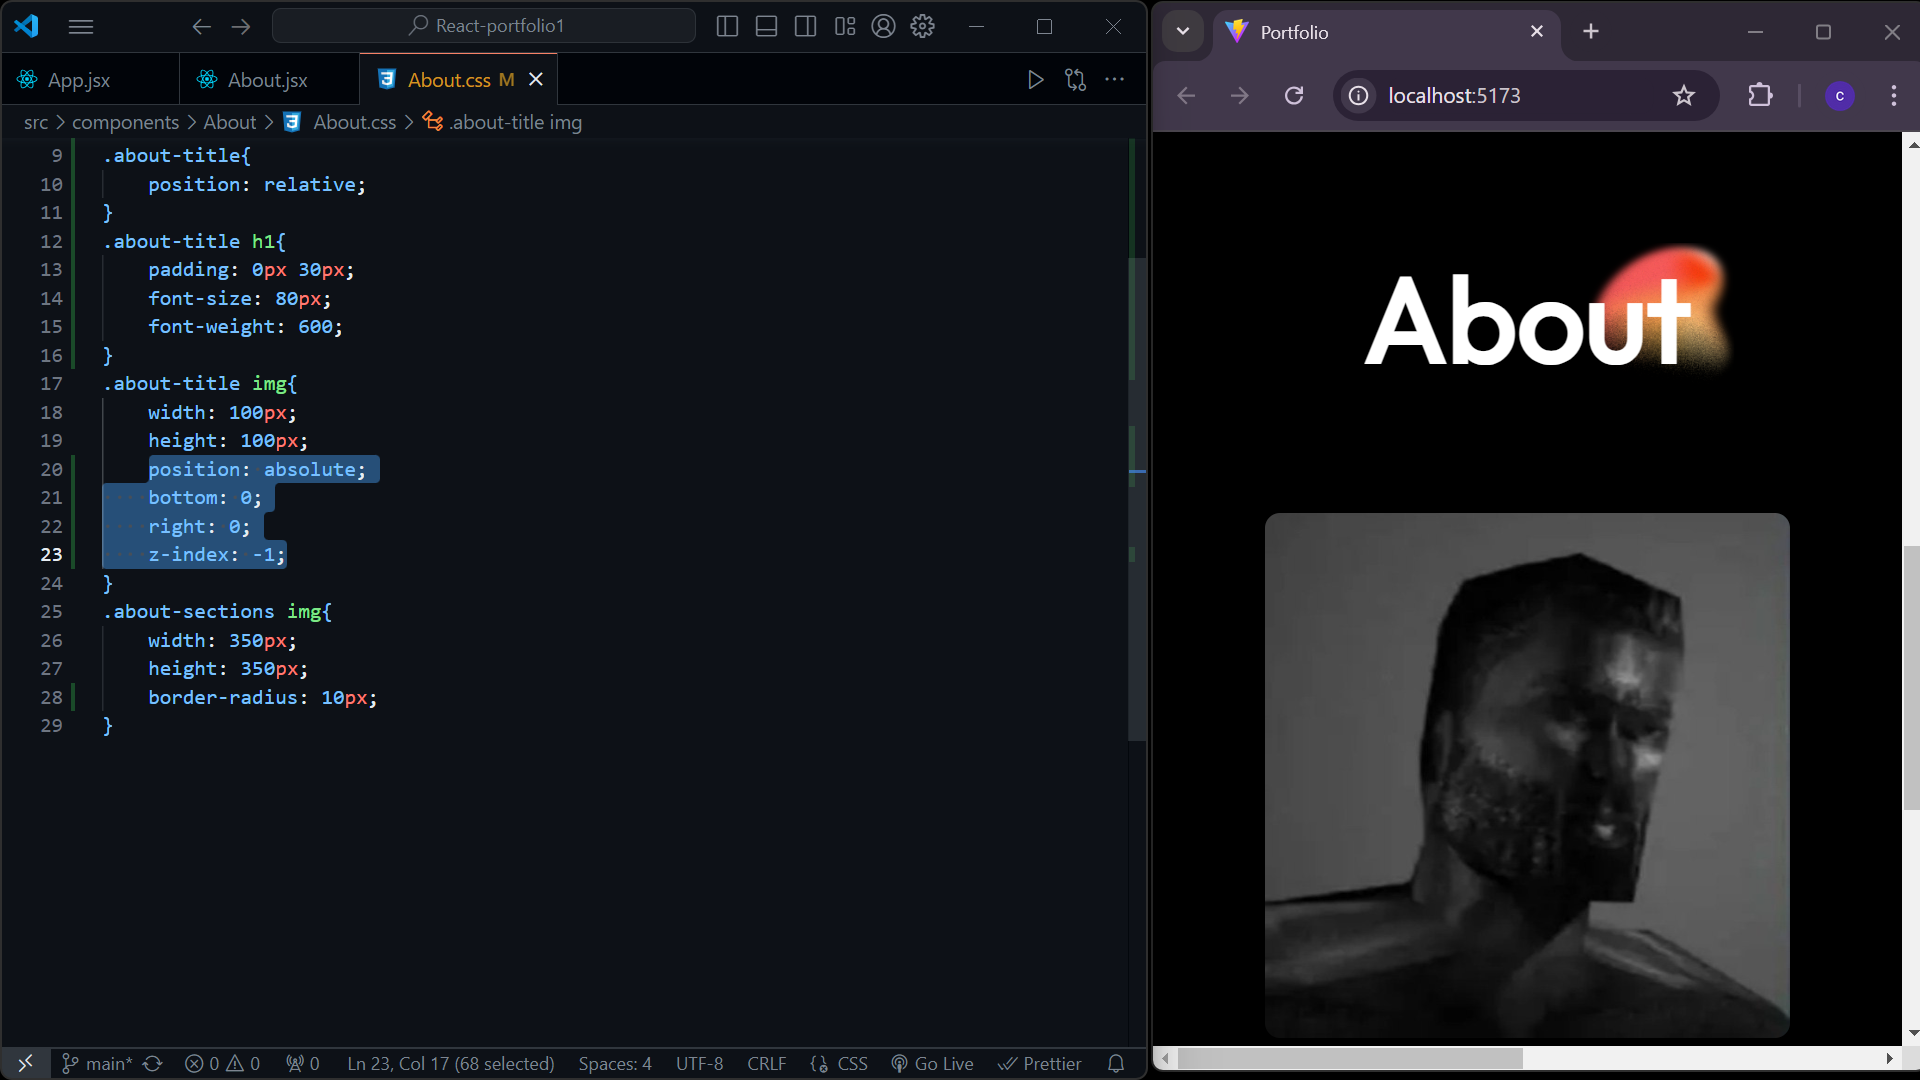 React-portfolio1
App.jsx
About.jsx
About.css M
src > components > About > About.css > .about-title img
9 .about-title{
10 position: relative;
11 }
12 .about-title h1{
13 padding: 0px 30px;
14 font-size: 80px;
15 font-weight: 600;
16 }
17 .about-title img{
18 width: 100px;
19 height: 100px;
20 position: absolute;
21 bottom: 0;
22 right: 0;
23 z-index: -1;
24 }
25 .about-sections img{
26 width: 350px;
27 height: 350px;
28 border-radius: 10px;
29 }
main* 0 0 0 Ln 23, Col 17 (68 selected) Spaces: 4 UTF-8 CRLF CSS Go Live Prettier
Portfolio
localhost:5173
c
About